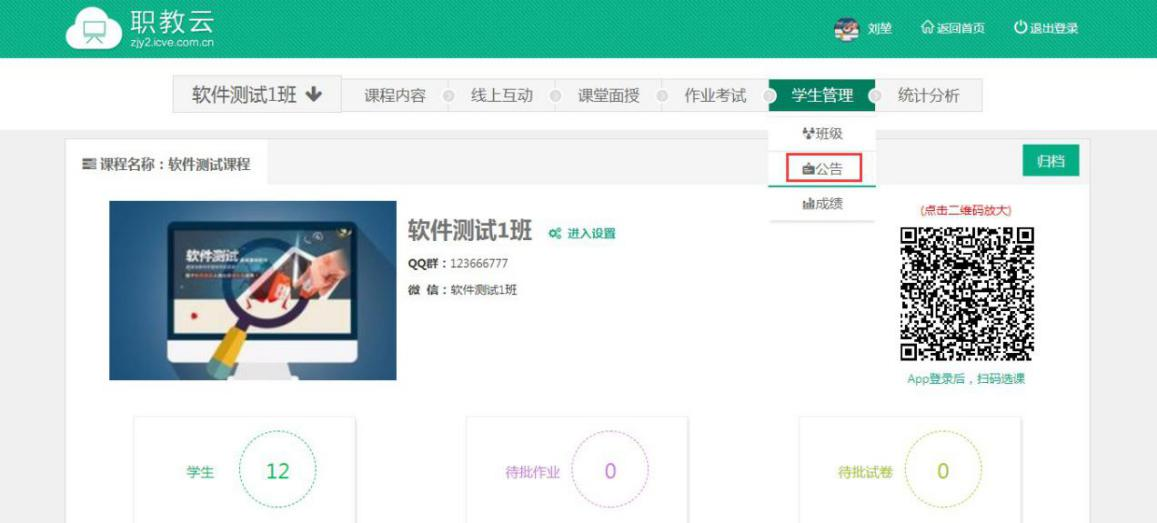 职教云
zjy2.icve.com.cn
刘堃 返回首页 退出登录
软件测试1班 课程内容 线上互动 课堂面授 作业考试 学生管理 统计分析
班级
公告
成绩
课程名称：软件测试课程
归档
软件测试
软件测试1班 进入设置
QQ群：123666777
微 信：软件测试1班
(点击二维码放大)
App登录后，扫码选课
学生 12
待批作业 0
待批试卷 0